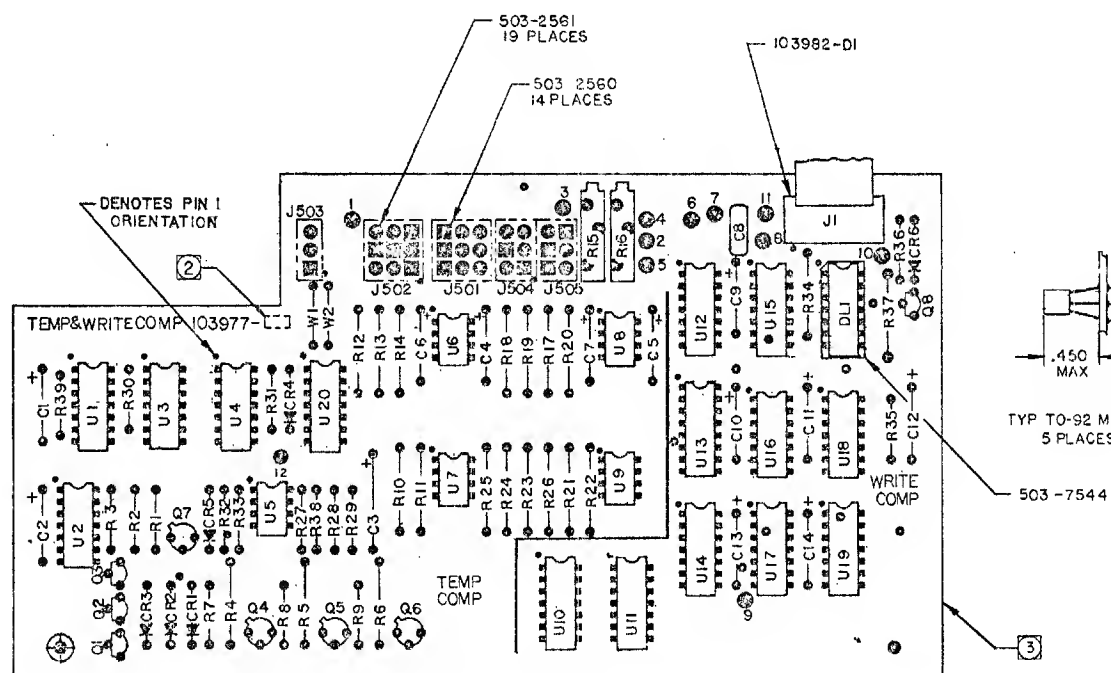 503-2561
19 PLACES
103982-D1
503 2560
14 PLACES
DENOTES PIN 1
ORIENTATION
J503
1
3
4
2
5
6
7
11
8
10
J1
C8
R15
R16
R36
CR6
J502
J501
J504
J505
2
TEMP&WRITECOMP 103977-
W1
W2
R12
R13
R14
C6
U6
C4
R18
R19
R17
R20
C7
U8
C5
U12
C9
U15
R34
DL1
R37
Q8
.450
MAX
C1
R39
U1
R30
U3
U4
R31
CR4
U20
U13
C10
U16
C11
U18
R35
C12
TYP TO-92 M
5 PLACES
12
R10
R11
U7
R25
R24
R23
R26
R21
R22
U9
WRITE
COMP
503-7544
C2
U2
R3
R2
R1
Q7
CR5
R32
R33
U5
R27
R38
R28
R29
C3
U14
C13
U17
C14
U19
Q3
Q2
Q1
CR3
CR2
CR1
R7
R4
Q4
R8
R5
Q5
R9
R6
Q6
TEMP
COMP
U10
U11
9
3